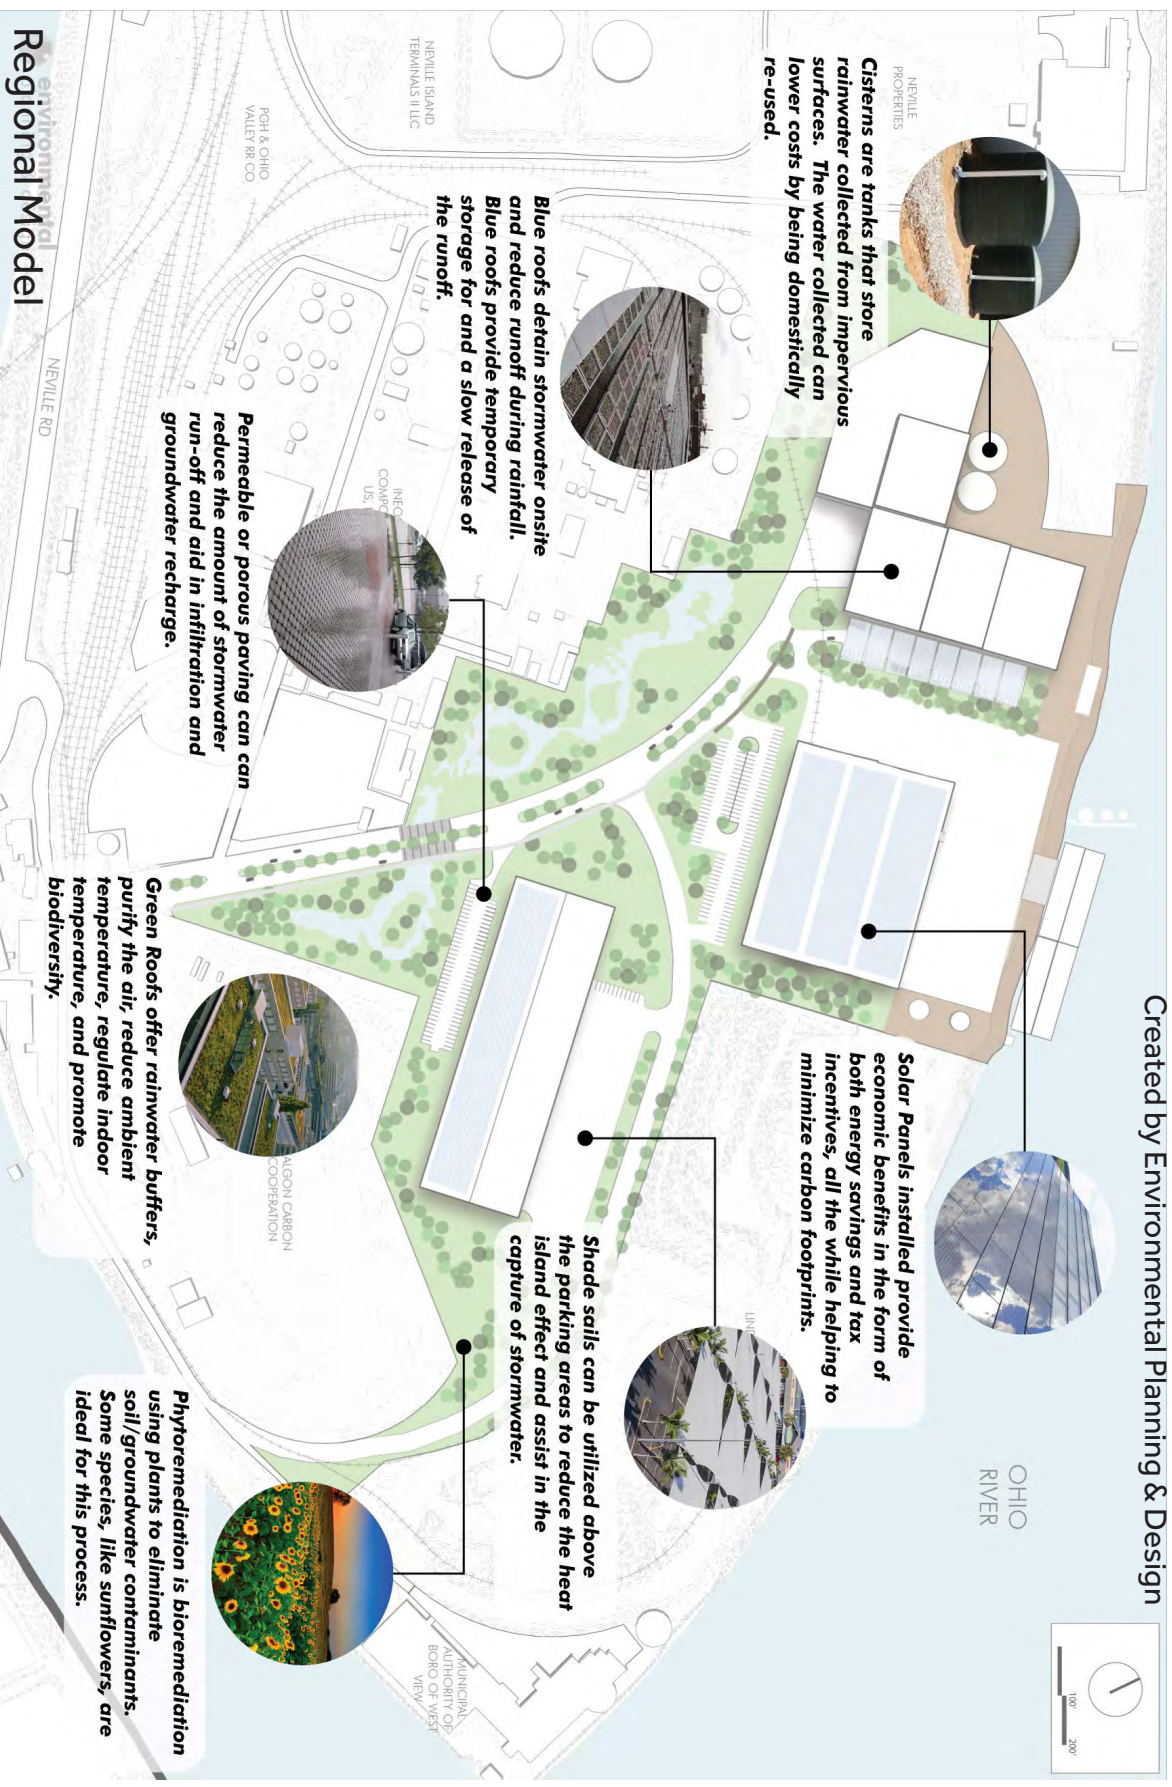 Created by Environmental Planning & Design
NEVILLE
PROPERTIES
Cisterns are tanks that store
rainwater collected from impervious
surfaces. The water collected can
lower costs by being domestically
re-used.
NEVILLE ISLAND
TERMINALS II LLC
PGH & OHIO
VALLEY RR CO
Blue roofs detain stormwater onsite
and reduce runoff during rainfall.
Blue roofs provide temporary
storage for and a slow release of
the runoff.
Permeable or porous paving can can
reduce the amount of stormwater
run-off and aid in infiltration and
groundwater recharge.
INEO
COMPO
US,
Solar Panels installed provide
economic benefits in the form of
both energy savings and tax
incentives, all the while helping to
minimize carbon footprints.
OHIO
RIVER
LIN
Shade sails can be utilized above
the parking areas to reduce the heat
island effect and assist in the
capture of stormwater.
Green Roofs offer rainwater buffers,
purify the air, reduce ambient
temperature, regulate indoor
temperature, and promote
biodiversity.
ALGON CARBON
COOPERATION
Phytoremediation is bioremediation
using plants to eliminate
soil/groundwater contaminants.
Some species, like sunflowers, are
ideal for this process.
MUNICIPAL
AUTHORITY OF
BORO OF WEST
VIEW
100'
200'
NEVILLE RD
environmental
Regional Model